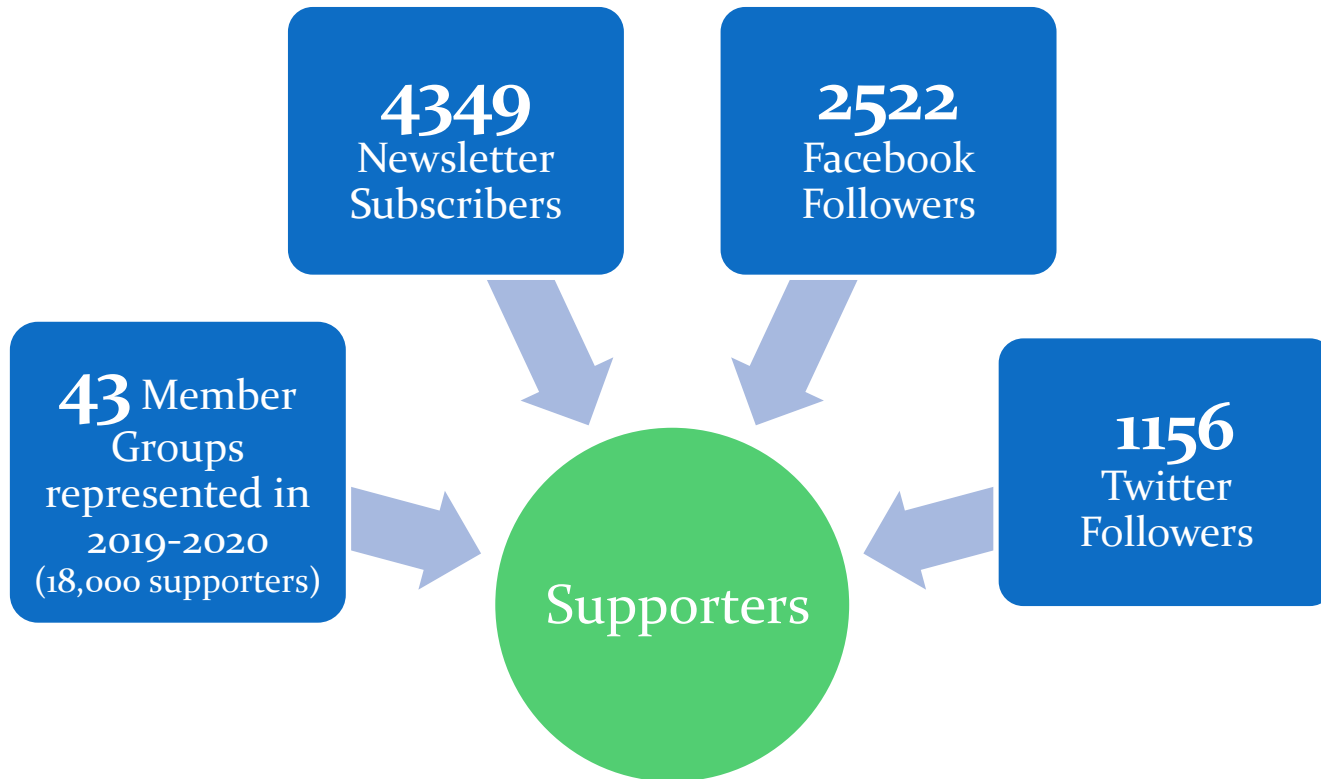 4349
Newsletter
Subscribers
2522
Facebook
Followers
43 Member
Groups
represented in
2019-2020
(18,000 supporters)
1156
Twitter
Followers
Supporters